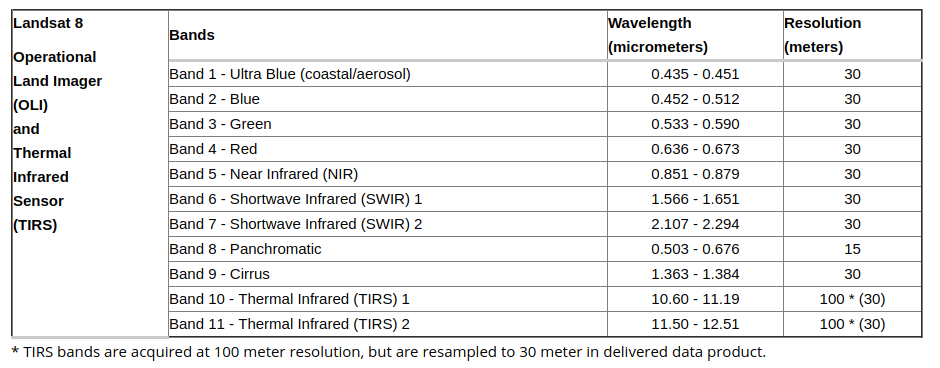 Landsat 8
Operational
Land Imager
(OLI)
and
Thermal
Infrared
Sensor
(TIRS)
Bands
Wavelength
(micrometers)
Resolution
(meters)
Band 1 - Ultra Blue (coastal/aerosol) 0.435 - 0.451 30
Band 2 - Blue 0.452 - 0.512 30
Band 3 - Green 0.533 - 0.590 30
Band 4 - Red 0.636 - 0.673 30
Band 5 - Near Infrared (NIR) 0.851 - 0.879 30
Band 6 - Shortwave Infrared (SWIR) 1 1.566 - 1.651 30
Band 7 - Shortwave Infrared (SWIR) 2 2.107 - 2.294 30
Band 8 - Panchromatic 0.503 - 0.676 15
Band 9 - Cirrus 1.363 - 1.384 30
Band 10 - Thermal Infrared (TIRS) 1 10.60 - 11.19 100 * (30)
Band 11 - Thermal Infrared (TIRS) 2 11.50 - 12.51 100 * (30)
* TIRS bands are acquired at 100 meter resolution, but are resampled to 30 meter in delivered data product.